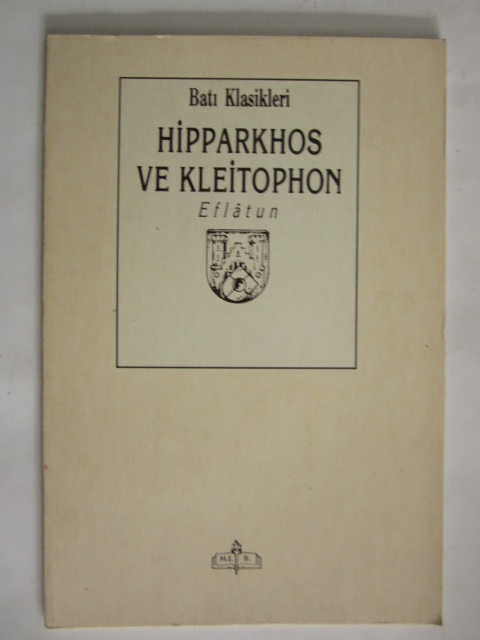 Batı Klasikleri
HİPPARKHOS
VE KLEİTOPHON
Eflâtun
M.E. B.